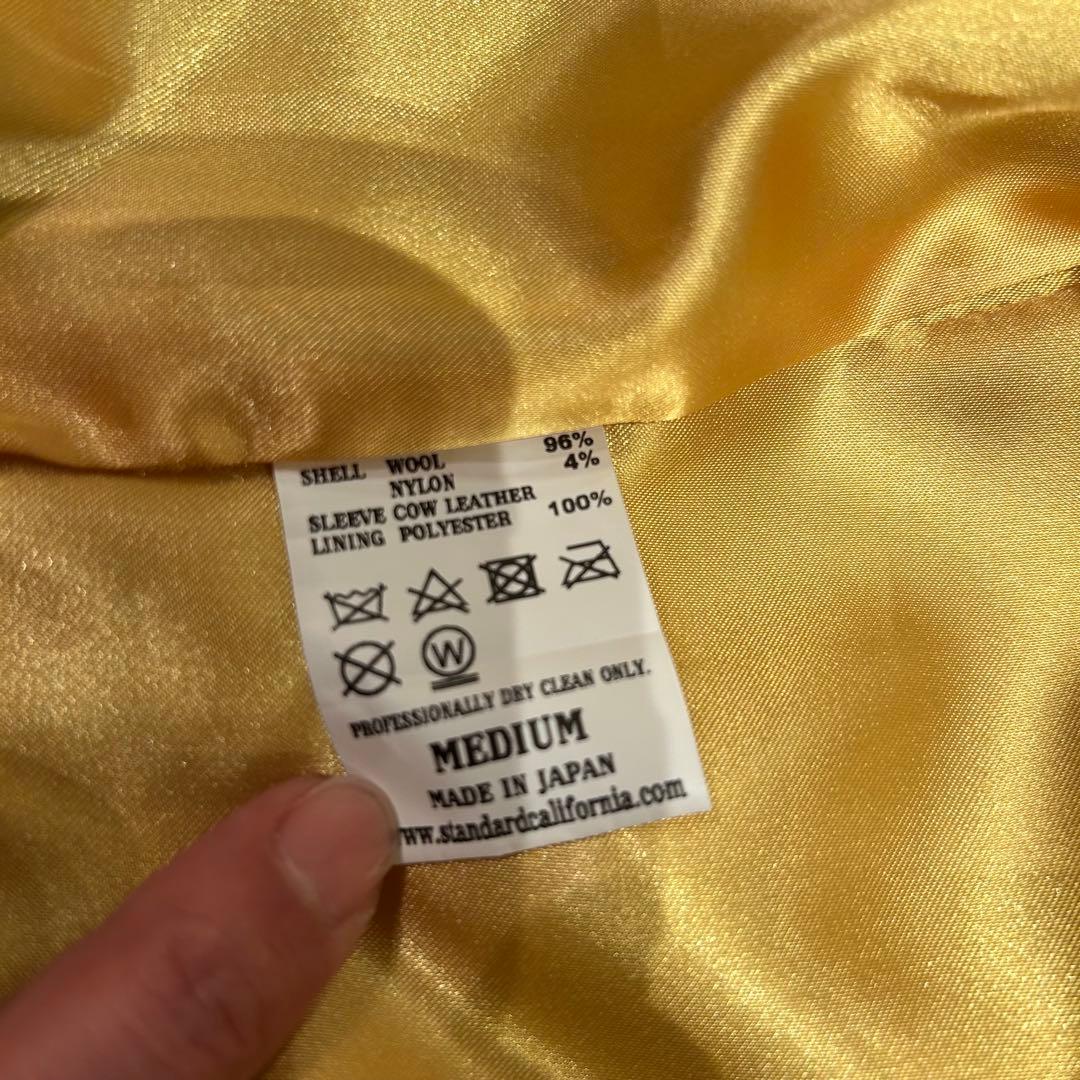 SHELL WOOL 96%
NYLON 4%
SLEEVE COW LEATHER
LINING POLYESTER 100%
W
PROFESSIONALLY DRY CLEAN ONLY.
MEDIUM
MADE IN JAPAN
www.standardcalifornia.com